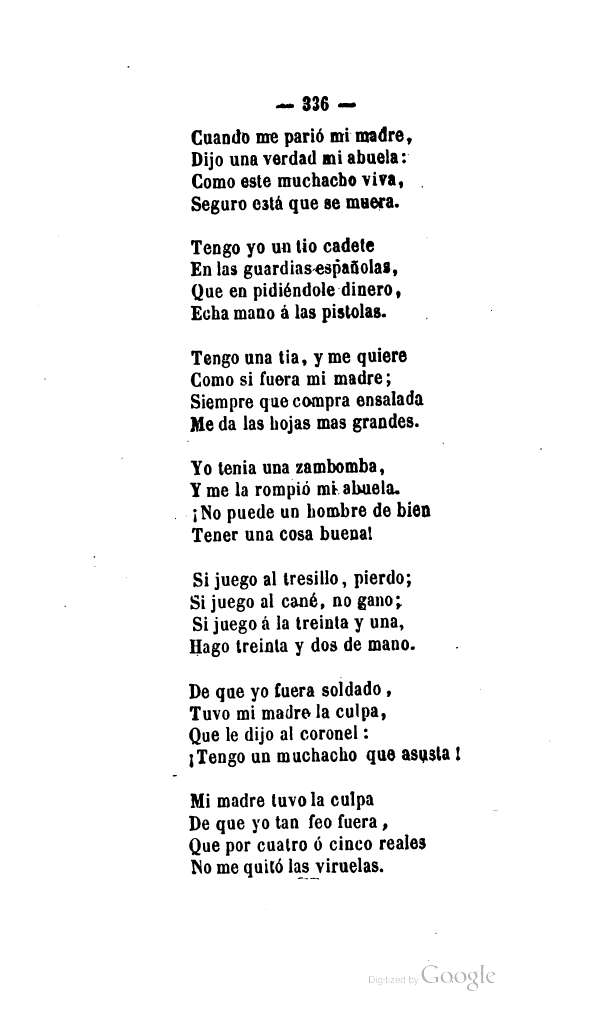 — 336 —
Cuando me parió mi madre,
Dijo una verdad mi abuela:
Como este muchacho viva,
Seguro está que se muera.
Tengo yo un tio cadete
En las guardias españolas,
Que en pidiéndole dinero,
Echa mano á las pistolas.
Tengo una tia, y me quiere
Como si fuera mi madre;
Siempre que compra ensalada
Me da las hojas mas grandes.
Yo tenia una zambomba,
Y me la rompió mi abuela.
¡No puede un hombre de bien
Tener una cosa buena!
Si juego al tresillo, pierdo;
Si juego al cané, no gano;
Si juego á la treinta y una,
Hago treinta y dos de mano.
De que yo fuera soldado,
Tuvo mi madre la culpa,
Que le dijo al coronel:
¡Tengo un muchacho que asusta!
Mi madre tuvo la culpa
De que yo tan feo fuera,
Que por cuatro ó cinco reales
No me quitó las viruelas.
Digitized by Google